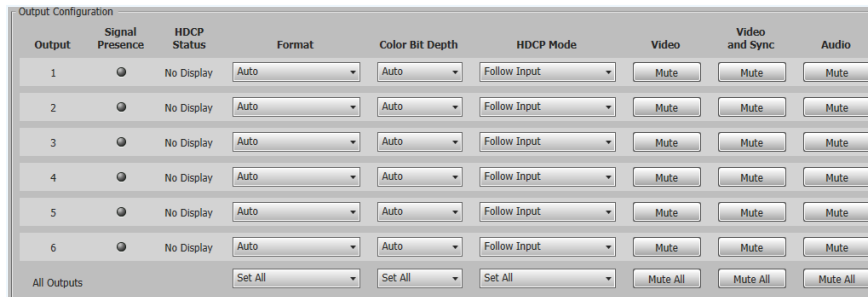 Output Configuration
Output Signal Presence HDCP Status Format Color Bit Depth HDCP Mode Video Video and Sync Audio
1 No Display Auto Auto Follow Input Mute Mute Mute
2 No Display Auto Auto Follow Input Mute Mute Mute
3 No Display Auto Auto Follow Input Mute Mute Mute
4 No Display Auto Auto Follow Input Mute Mute Mute
5 No Display Auto Auto Follow Input Mute Mute Mute
6 No Display Auto Auto Follow Input Mute Mute Mute
All Outputs Set All Set All Set All Mute All Mute All Mute All